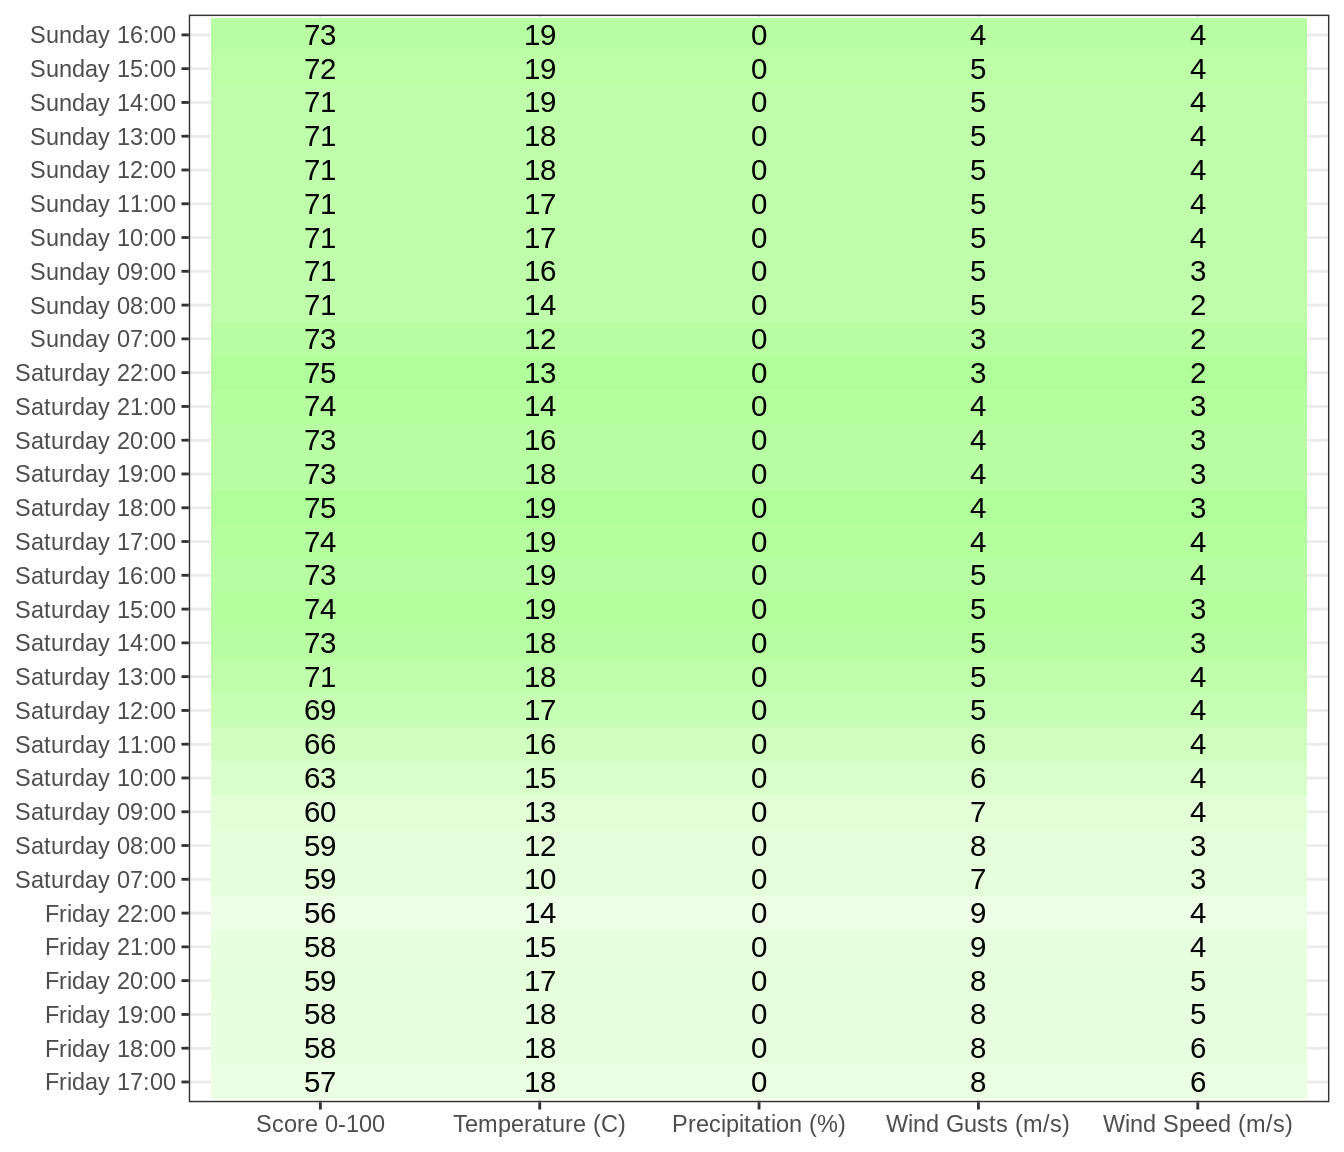 Sunday 16:00 73 19 0 4 4
Sunday 15:00 72 19 0 5 4
Sunday 14:00 71 19 0 5 4
Sunday 13:00 71 18 0 5 4
Sunday 12:00 71 18 0 5 4
Sunday 11:00 71 17 0 5 4
Sunday 10:00 71 17 0 5 4
Sunday 09:00 71 16 0 5 3
Sunday 08:00 71 14 0 5 2
Sunday 07:00 73 12 0 3 2
Saturday 22:00 75 13 0 3 2
Saturday 21:00 74 14 0 4 3
Saturday 20:00 73 16 0 4 3
Saturday 19:00 73 18 0 4 3
Saturday 18:00 75 19 0 4 3
Saturday 17:00 74 19 0 4 4
Saturday 16:00 73 19 0 5 4
Saturday 15:00 74 19 0 5 3
Saturday 14:00 73 18 0 5 3
Saturday 13:00 71 18 0 5 4
Saturday 12:00 69 17 0 5 4
Saturday 11:00 66 16 0 6 4
Saturday 10:00 63 15 0 6 4
Saturday 09:00 60 13 0 7 4
Saturday 08:00 59 12 0 8 3
Saturday 07:00 59 10 0 7 3
Friday 22:00 56 14 0 9 4
Friday 21:00 58 15 0 9 4
Friday 20:00 59 17 0 8 5
Friday 19:00 58 18 0 8 5
Friday 18:00 58 18 0 8 6
Friday 17:00 57 18 0 8 6
Score 0-100 Temperature (C) Precipitation (%) Wind Gusts (m/s) Wind Speed (m/s)